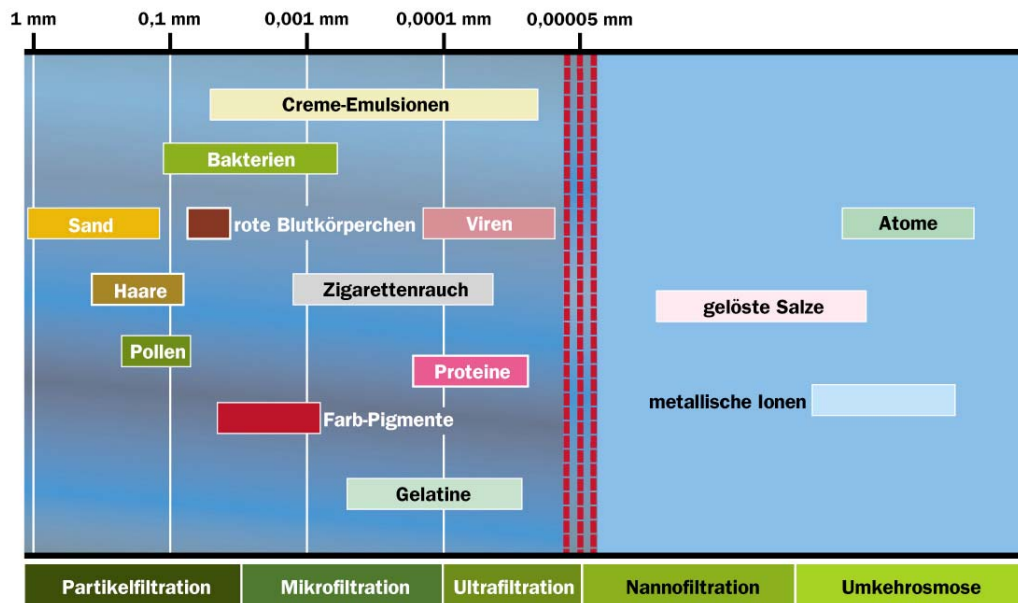 1 mm 0,1 mm 0,001 mm 0,0001 mm 0,00005 mm
Creme-Emulsionen
Bakterien
Sand rote Blutkörperchen Viren Atome
Haare Zigarettenrauch gelöste Salze
Pollen Proteine
Farb-Pigmente metallische Ionen
Gelatine
Partikelfiltration Mikrofiltration Ultrafiltration Nannofiltration Umkehrosmose